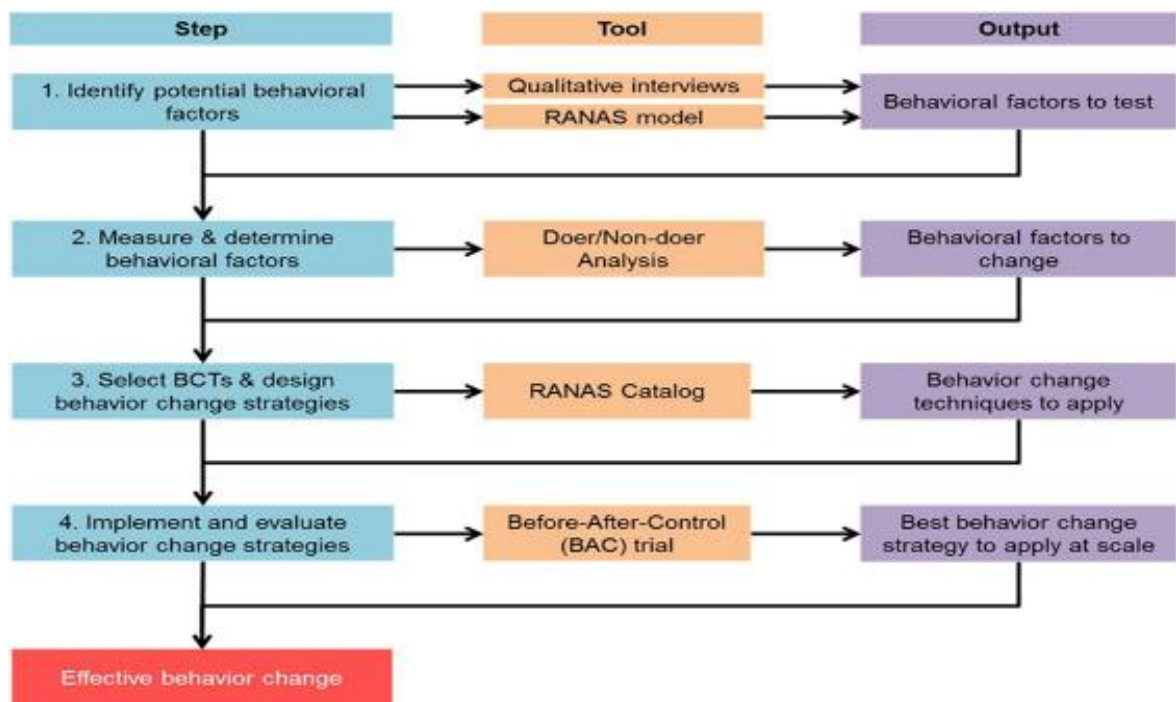 Step
Tool
Output
1. Identify potential behavioral
factors
Qualitative interviews
RANAS model
Behavioral factors to test
2. Measure & determine
behavioral factors
Doer/Non-doer
Analysis
Behavioral factors to
change
3. Select BCTs & design
behavior change strategies
RANAS Catalog
Behavior change
techniques to apply
4. Implement and evaluate
behavior change strategies
Before-After-Control
(BAC) trial
Best behavior change
strategy to apply at scale
Effective behavior change